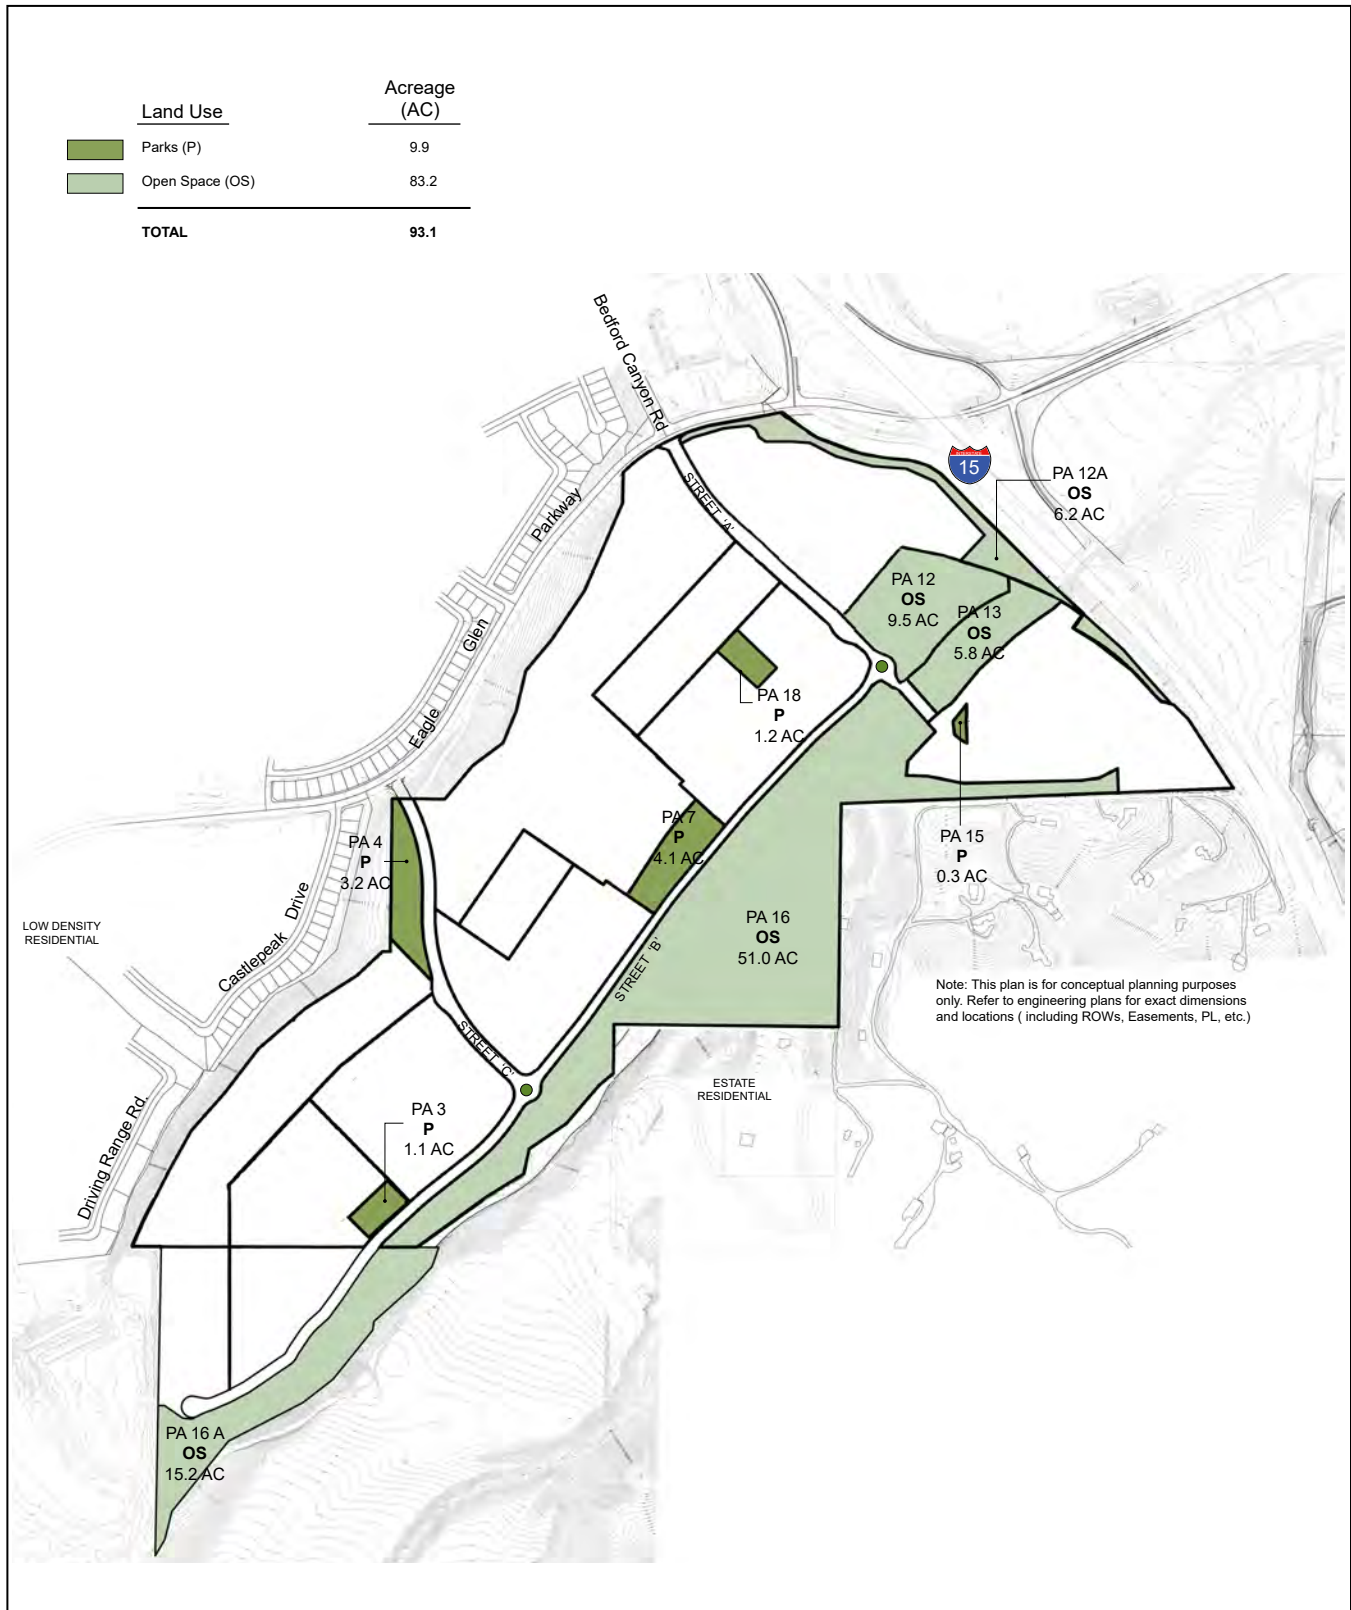 Land Use
Acreage
(AC)
Parks (P)
9.9
Open Space (OS)
83.2
TOTAL
93.1
Bedford Canyon Rd
Parkway
Glen
Eagle
STREET 'A'
15
PA 12A
OS
6.2 AC
PA 12
OS
9.5 AC
PA 13
OS
5.8 AC
PA 18
P
1.2 AC
PA 7
P
4.1 AC
PA 4
P
3.2 AC
PA 15
P
0.3 AC
LOW DENSITY
RESIDENTIAL
Castlepeak Drive
PA 16
OS
51.0 AC
STREET 'B'
Note: This plan is for conceptual planning purposes
only. Refer to engineering plans for exact dimensions
and locations ( including ROWs, Easements, PL, etc.)
STREET 'C'
ESTATE
RESIDENTIAL
Driving Range Rd.
PA 3
P
1.1 AC
PA 16 A
OS
15.2 AC